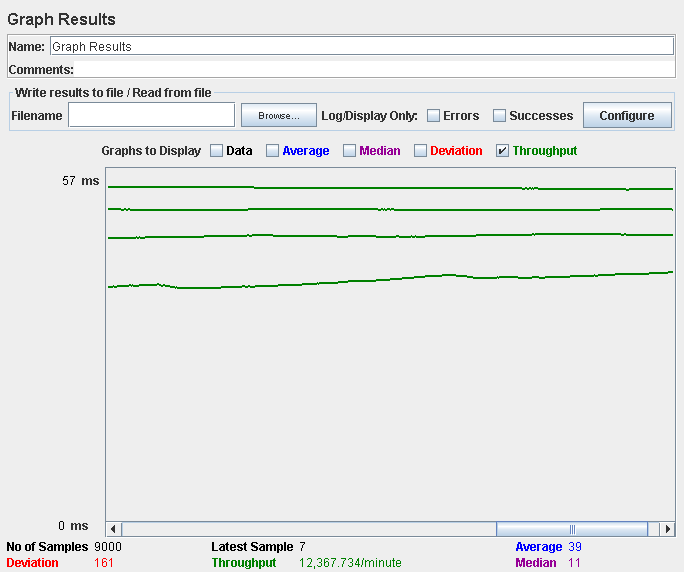 Graph Results
Name: Graph Results
Comments:
Write results to file / Read from file
Filename Browse... Log/Display Only: Errors Successes Configure
Graphs to Display Data Average Median Deviation Throughput
57 ms
0 ms
No of Samples 9000 Latest Sample 7 Average 39
Deviation 161 Throughput 12,367.734/minute Median 11